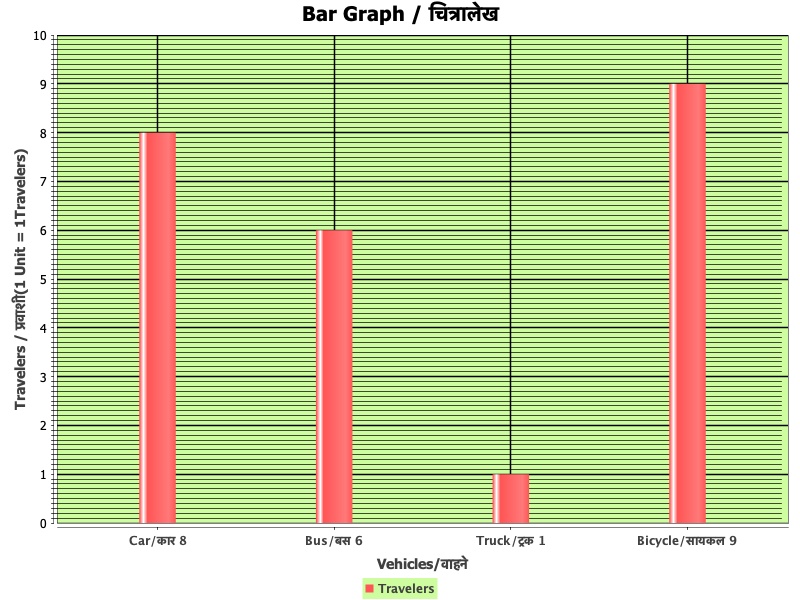 Bar Graph / चित्रालेख
Travelers / प्रवाशी(1 Unit = 1Travelers)
10
9
8
7
6
5
4
3
2
1
0
Car/कार 8 Bus/बस 6 Truck/ट्रक 1 Bicycle/सायकल 9
Vehicles/वाहने
Travelers